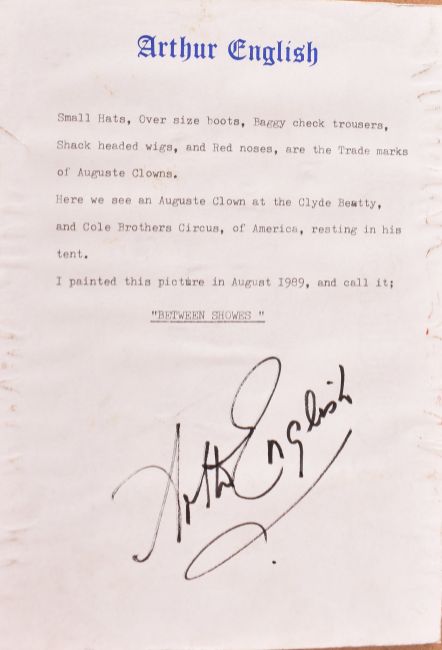 Arthur English
Small Hats, Over size boots, Baggy check trousers,
Shack headed wigs, and Red noses, are the Trade marks
of Auguste Clowns.
Here we see an Auguste Clown at the Clyde Beatty,
and Cole Brothers Circus, of America, resting in his
tent.
I painted this picture in August 1989, and call it;
"BETWEEN SHOWES "
Arthur English